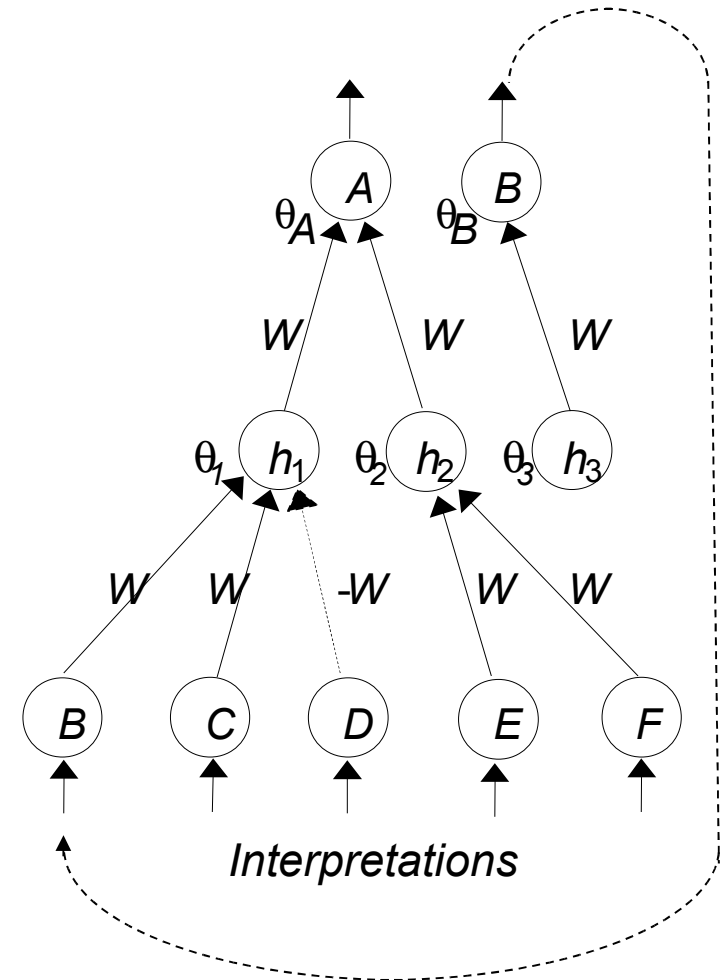 A B
θA θB
W W W
θ1 h1 θ2 h2 θ3 h3
W W -W W W
B C D E F
Interpretations